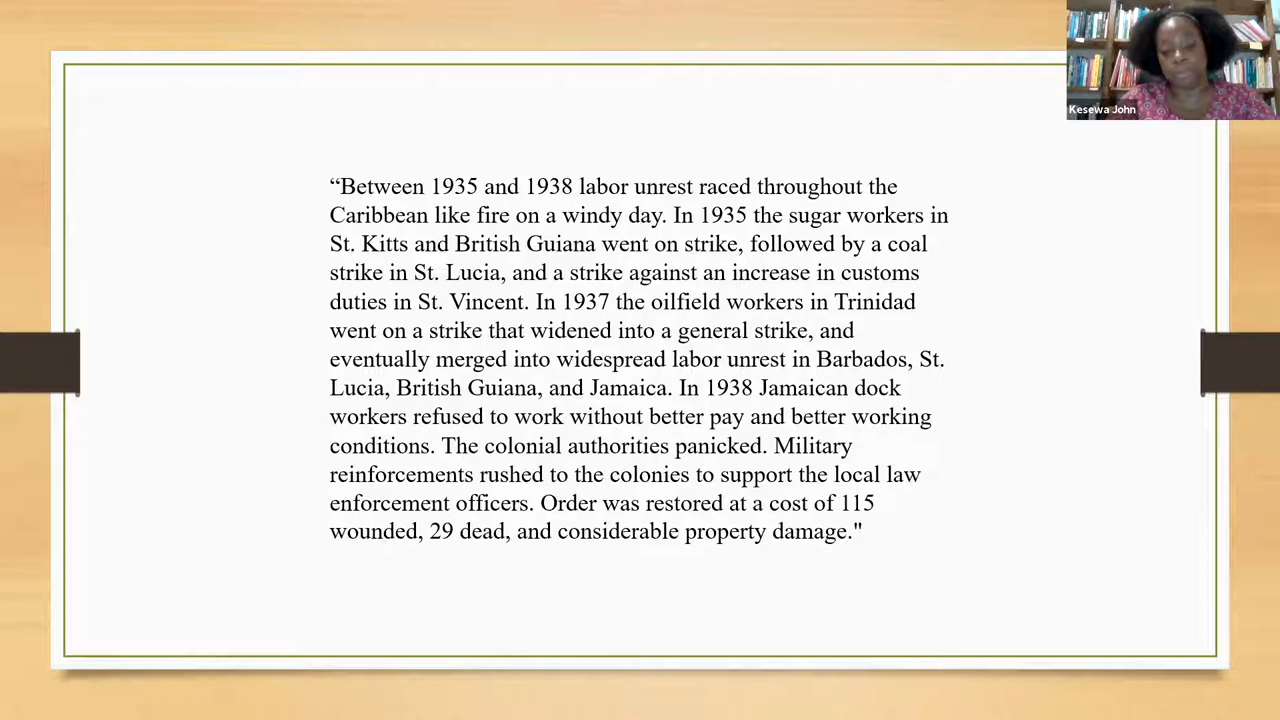 Kesewa John
“Between 1935 and 1938 labor unrest raced throughout the
Caribbean like fire on a windy day. In 1935 the sugar workers in
St. Kitts and British Guiana went on strike, followed by a coal
strike in St. Lucia, and a strike against an increase in customs
duties in St. Vincent. In 1937 the oilfield workers in Trinidad
went on a strike that widened into a general strike, and
eventually merged into widespread labor unrest in Barbados, St.
Lucia, British Guiana, and Jamaica. In 1938 Jamaican dock
workers refused to work without better pay and better working
conditions. The colonial authorities panicked. Military
reinforcements rushed to the colonies to support the local law
enforcement officers. Order was restored at a cost of 115
wounded, 29 dead, and considerable property damage."